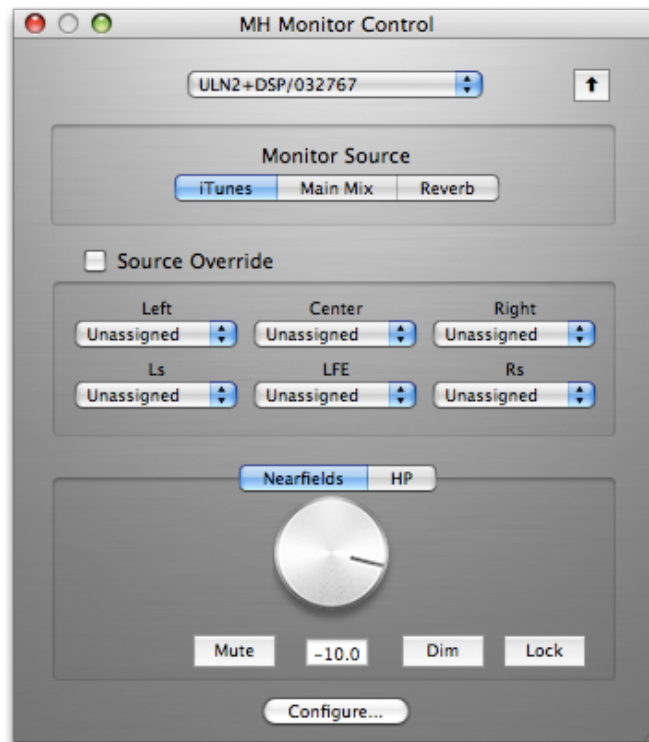 MH Monitor Control
ULN2+DSP/032767
Monitor Source
iTunes Main Mix Reverb
Source Override
Left Center Right
Unassigned Unassigned Unassigned
Ls LFE Rs
Unassigned Unassigned Unassigned
Nearfields HP
Mute -10.0 Dim Lock
Configure...